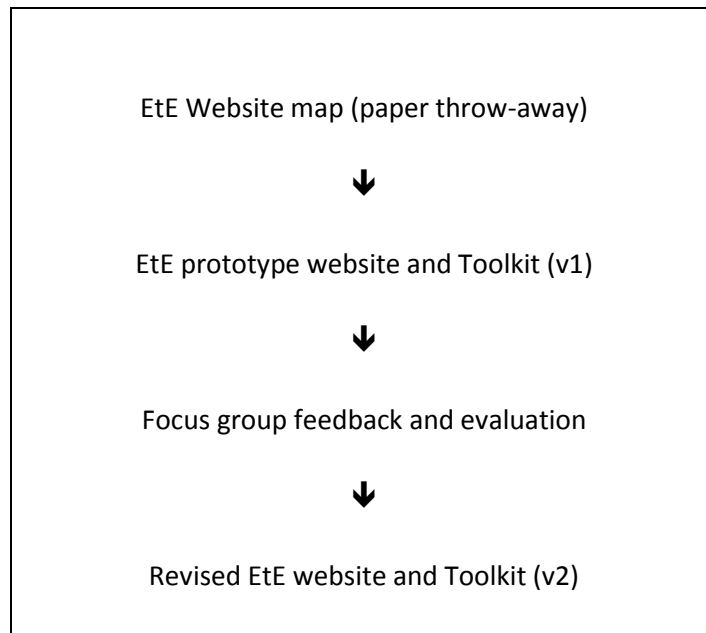 EtE Website map (paper throw-away)
EtE prototype website and Toolkit (v1)
Focus group feedback and evaluation
Revised EtE website and Toolkit (v2)